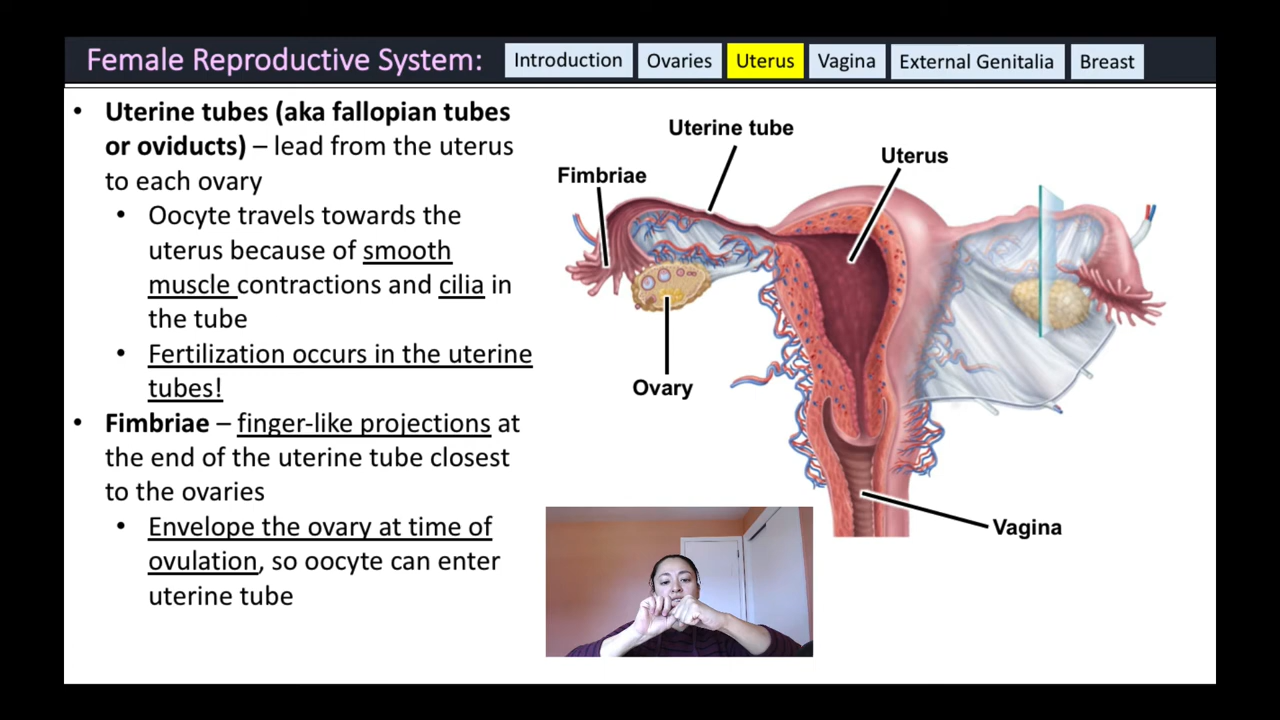 Female Reproductive System:
Introduction
Ovaries
Uterus
Vagina
External Genitalia
Breast
• Uterine tubes (aka fallopian tubes
or oviducts) – lead from the uterus
to each ovary
• Oocyte travels towards the
uterus because of smooth
muscle contractions and cilia in
the tube
• Fertilization occurs in the uterine
tubes!
• Fimbriae – finger-like projections at
the end of the uterine tube closest
to the ovaries
• Envelope the ovary at time of
ovulation, so oocyte can enter
uterine tube
Uterine tube
Uterus
Fimbriae
Ovary
Vagina